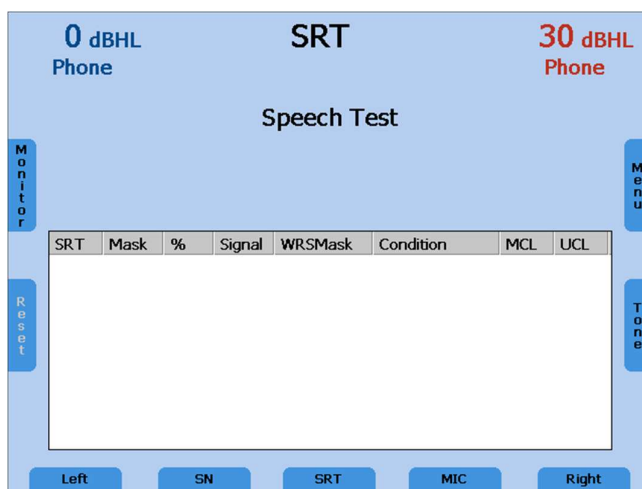 0 dBHL SRT 30 dBHL
Phone Phone
Speech Test
Monitor
Menu
SRT Mask % Signal WRSMask Condition MCL UCL
Reset
Tone
Left SN SRT MIC Right